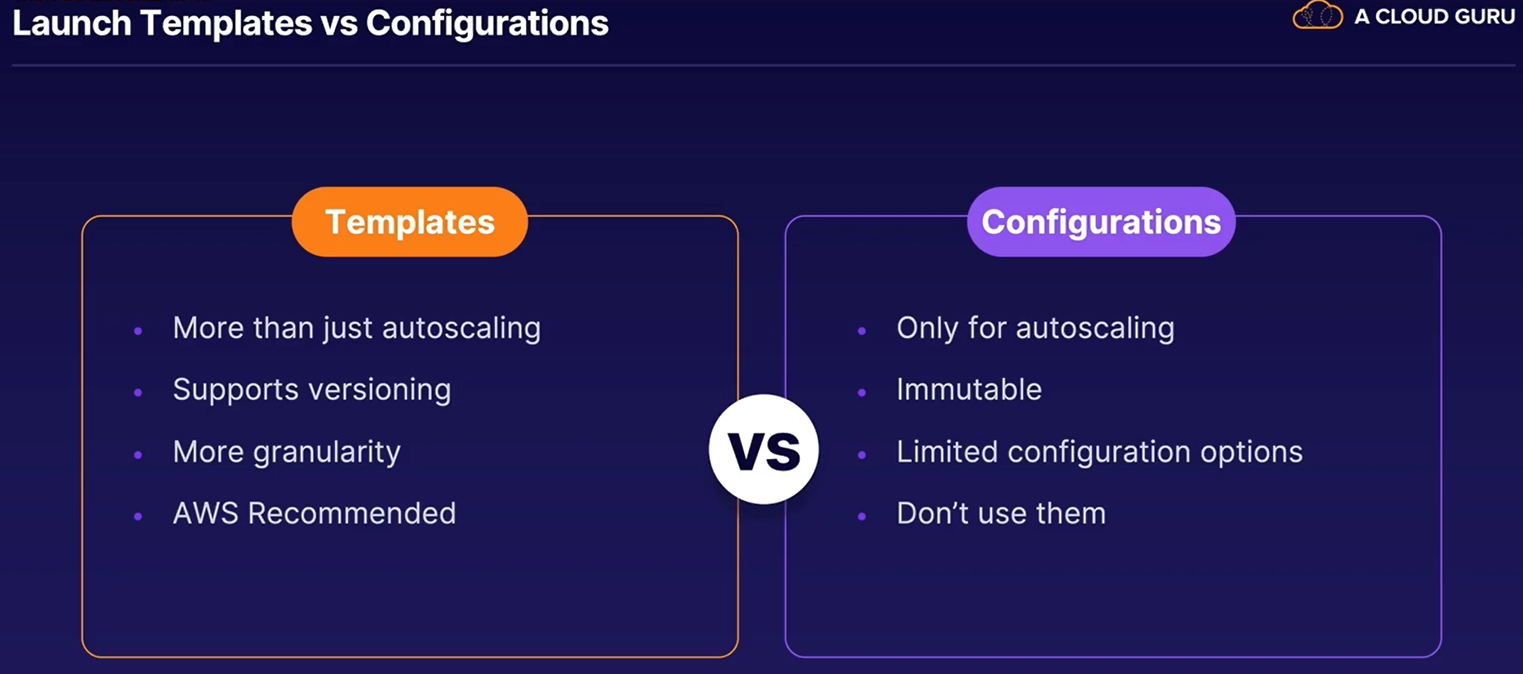 Launch Templates vs Configurations
A CLOUD GURU
Templates
More than just autoscaling
Supports versioning
More granularity
AWS Recommended
VS
Configurations
Only for autoscaling
Immutable
Limited configuration options
Don’t use them